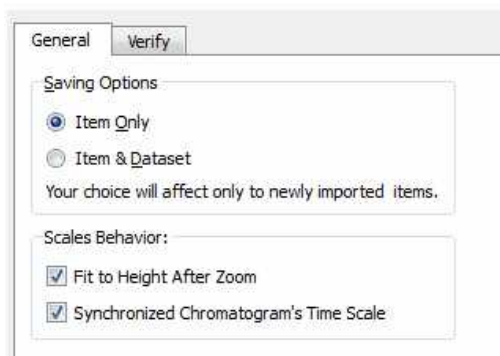 General Verify
Saving Options
Item Only
Item & Dataset
Your choice will affect only to newly imported items.
Scales Behavior:
Fit to Height After Zoom
Synchronized Chromatogram's Time Scale